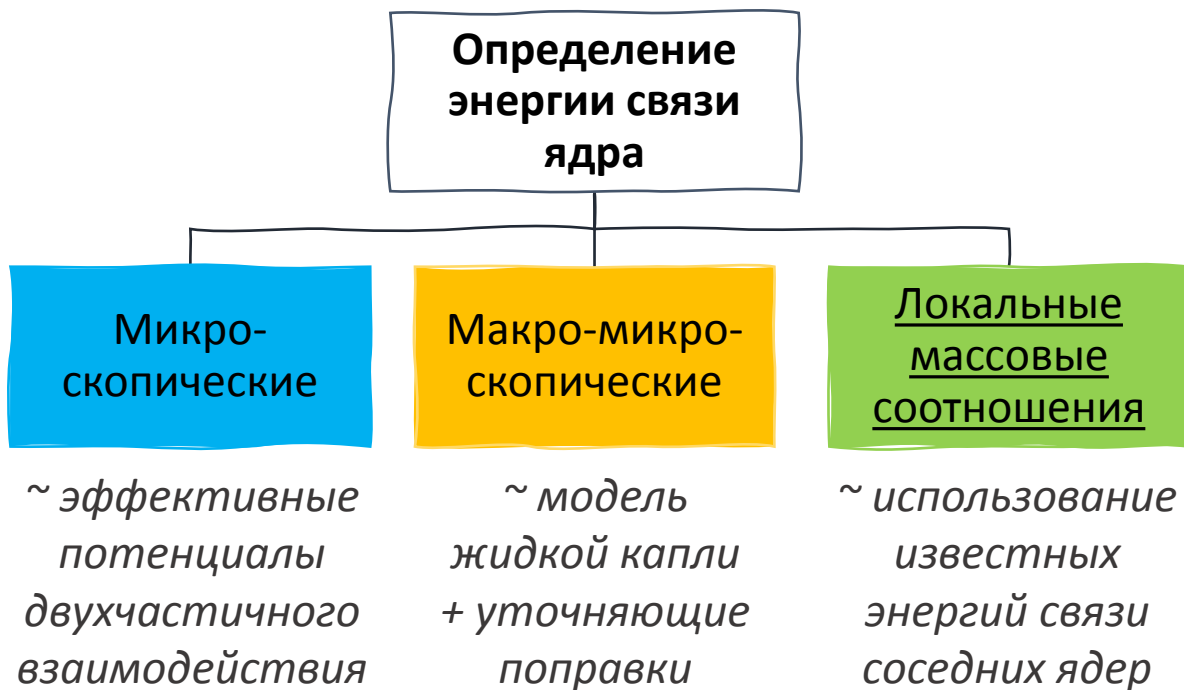 Определение
энергии связи
ядра
Микро-
скопические
Макро-микро-
скопические
Локальные
массовые
соотношения
~ эффективные
потенциалы
двухчастичного
взаимодействия
~ модель
жидкой капли
+ уточняющие
поправки
~ использование
известных
энергий связи
соседних ядер